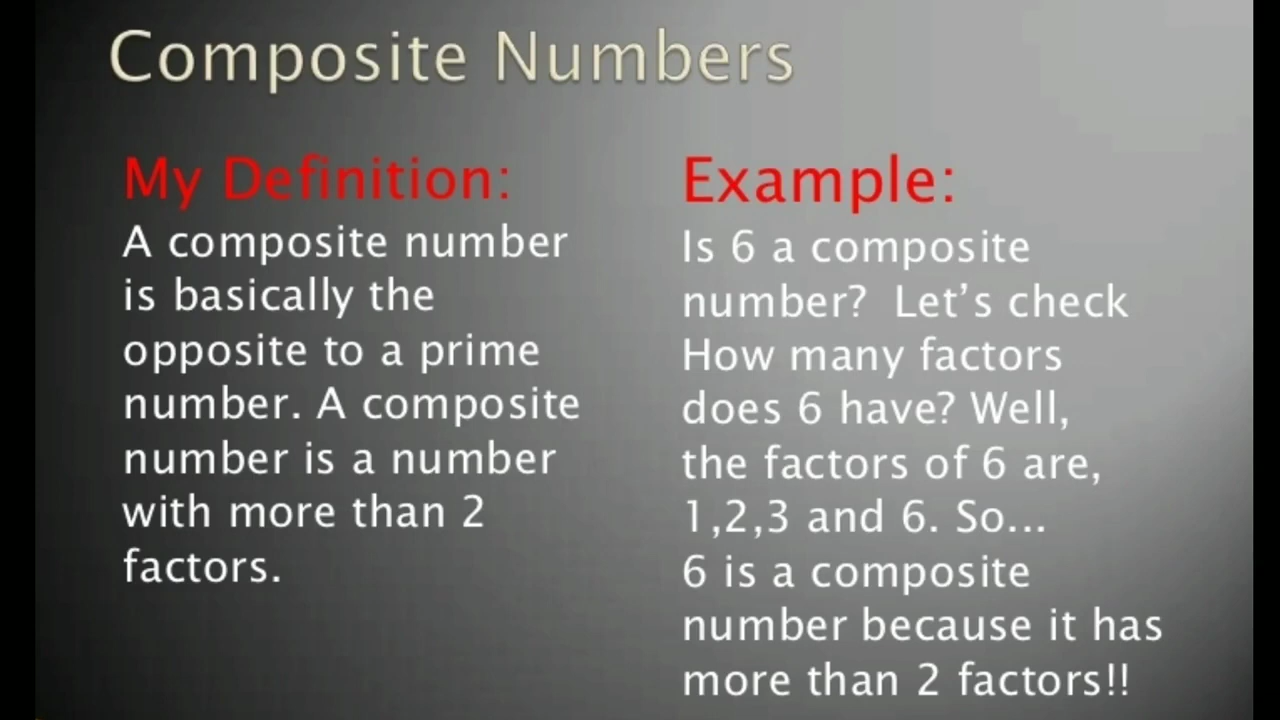 Composite Numbers
My Definition:
A composite number
is basically the
opposite to a prime
number. A composite
number is a number
with more than 2
factors.
Example:
Is 6 a composite
number?  Let’s check
How many factors
does 6 have? Well,
the factors of 6 are,
1,2,3 and 6. So...
6 is a composite
number because it has
more than 2 factors!!